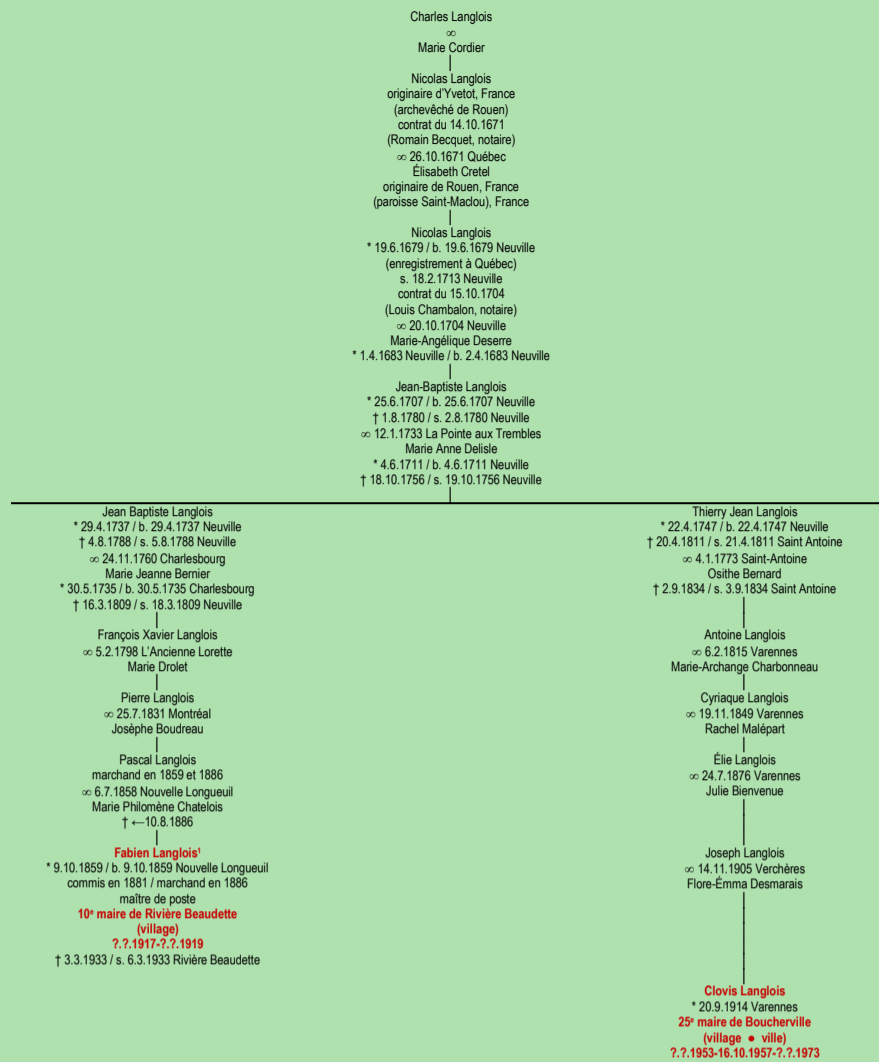 Charles Langlois
∞
Marie Cordier
Nicolas Langlois
originaire d'Yvetot, France
(archevêché de Rouen)
contrat du 14.10.1671
(Romain Becquet, notaire)
∞ 26.10.1671 Québec
Élisabeth Cretel
originaire de Rouen, France
(paroisse Saint-Maclou), France
Nicolas Langlois
* 19.6.1679 / b. 19.6.1679 Neuville
(enregistrement à Québec)
s. 18.2.1713 Neuville
contrat du 15.10.1704
(Louis Chambalon, notaire)
∞ 20.10.1704 Neuville
Marie-Angélique Deserre
* 1.4.1683 Neuville / b. 2.4.1683 Neuville
Jean-Baptiste Langlois
* 25.6.1707 / b. 25.6.1707 Neuville
† 1.8.1780 / s. 2.8.1780 Neuville
∞ 12.1.1733 La Pointe aux Trembles
Marie Anne Delisle
* 4.6.1711 / b. 4.6.1711 Neuville
† 18.10.1756 / s. 19.10.1756 Neuville
Jean Baptiste Langlois
* 29.4.1737 / b. 29.4.1737 Neuville
† 4.8.1788 / s. 5.8.1788 Neuville
∞ 24.11.1760 Charlesbourg
Marie Jeanne Bernier
* 30.5.1735 / b. 30.5.1735 Charlesbourg
† 16.3.1809 / s. 18.3.1809 Neuville
François Xavier Langlois
∞ 5.2.1798 L'Ancienne Lorette
Marie Drolet
Pierre Langlois
∞ 25.7.1831 Montréal
Josèphe Boudreau
Pascal Langlois
marchand en 1859 et 1886
∞ 6.7.1858 Nouvelle Longueuil
Marie Philomène Chatelois
† ←10.8.1886
Fabien Langlois¹
* 9.10.1859 / b. 9.10.1859 Nouvelle Longueuil
commis en 1881 / marchand en 1886
maître de poste
10ᵉ maire de Rivière Beaudette
(village)
?.?.1917-?.?.1919
† 3.3.1933 / s. 6.3.1933 Rivière Beaudette
Thierry Jean Langlois
* 22.4.1747 / b. 22.4.1747 Neuville
† 20.4.1811 / s. 21.4.1811 Saint Antoine
∞ 4.1.1773 Saint-Antoine
Osithe Bernard
† 2.9.1834 / s. 3.9.1834 Saint Antoine
Antoine Langlois
∞ 6.2.1815 Varennes
Marie-Archange Charbonneau
Cyriaque Langlois
∞ 19.11.1849 Varennes
Rachel Malépart
Élie Langlois
∞ 24.7.1876 Varennes
Julie Bienvenue
Joseph Langlois
∞ 14.11.1905 Verchères
Flore-Émma Desmarais
Clovis Langlois
* 20.9.1914 Varennes
25ᵉ maire de Boucherville
(village ● ville)
?.?.1953-16.10.1957-?.?.1973